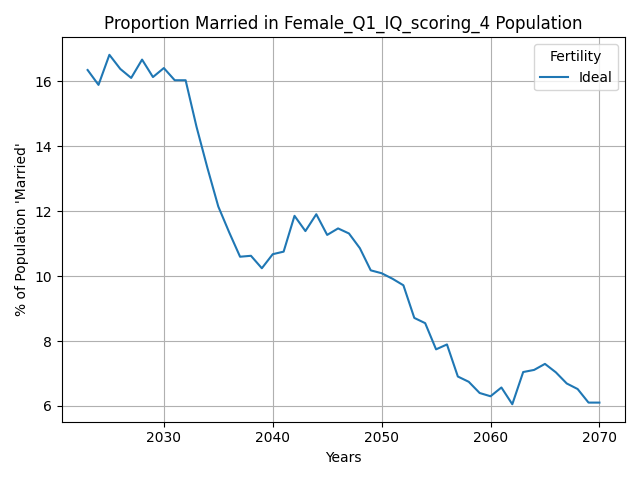 Proportion Married in Female_Q1_IQ_scoring_4 Population
Fertility
Ideal
% of Population 'Married'
16
14
12
10
8
6
2030
2040
2050
2060
2070
Years